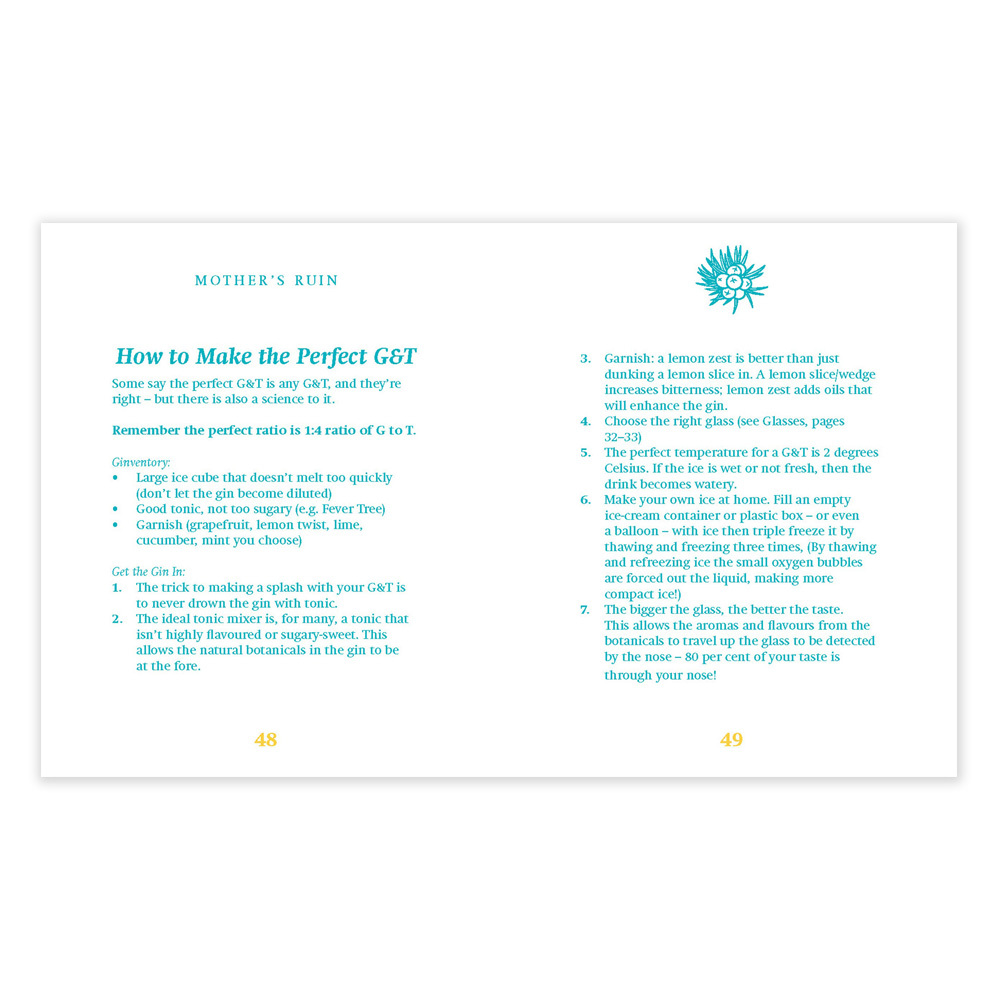 MOTHER’S RUIN
How to Make the Perfect G&T
Some say the perfect G&T is any G&T, and they’re
right – but there is also a science to it.
Remember the perfect ratio is 1:4 ratio of G to T.
Ginventory:
• Large ice cube that doesn’t melt too quickly
(don’t let the gin become diluted)
• Good tonic, not too sugary (e.g. Fever Tree)
• Garnish (grapefruit, lemon twist, lime,
cucumber, mint you choose)
Get the Gin In:
1. The trick to making a splash with your G&T is
to never drown the gin with tonic.
2. The ideal tonic mixer is, for many, a tonic that
isn’t highly flavoured or sugary-sweet. This
allows the natural botanicals in the gin to be
at the fore.
48
3. Garnish: a lemon zest is better than just
dunking a lemon slice in. A lemon slice/wedge
increases bitterness; lemon zest adds oils that
will enhance the gin.
4. Choose the right glass (see Glasses, pages
32–33)
5. The perfect temperature for a G&T is 2 degrees
Celsius. If the ice is wet or not fresh, then the
drink becomes watery.
6. Make your own ice at home. Fill an empty
ice-cream container or plastic box – or even
a balloon – with ice then triple freeze it by
thawing and freezing three times, (By thawing
and refreezing ice the small oxygen bubbles
are forced out the liquid, making more
compact ice!)
7. The bigger the glass, the better the taste.
This allows the aromas and flavours from the
botanicals to travel up the glass to be detected
by the nose – 80 per cent of your taste is
through your nose!
49